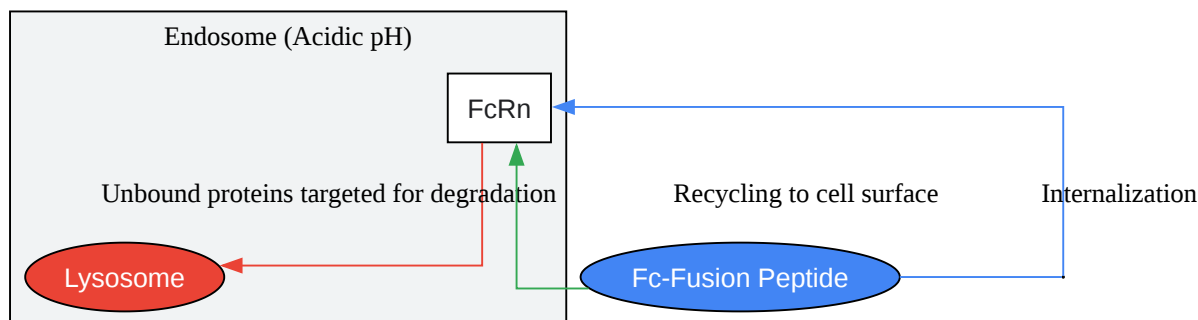 Endosome (Acidic pH)
FcRn
Unbound proteins targeted for degradation
Recycling to cell surface
Internalization
Lysosome
Fc-Fusion Peptide